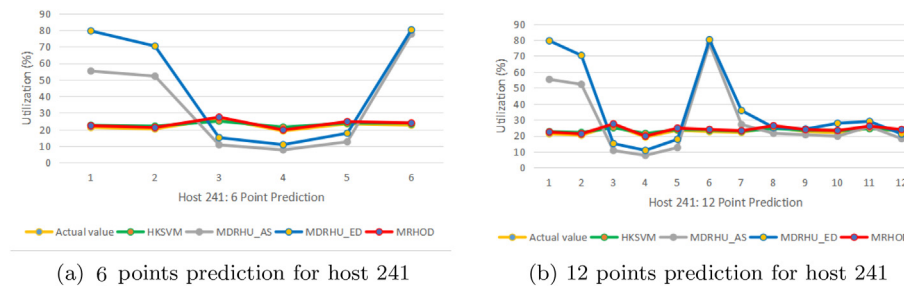 90
80
70
60
50
40
30
20
10
0
Utilization (%)
1 2 3 4 5 6
Host 241: 6 Point Prediction
Actual value HKSVM MDRHU_AS MDRHU_ED MRHOD
(a) 6 points prediction for host 241
90
80
70
60
50
40
30
20
10
0
Utilization (%)
1 2 3 4 5 6 7 8 9 10 11 12
Host 241: 12 Point Prediction
Actual value HKSVM MDRHU_AS MDRHU_ED MRHOD
(b) 12 points prediction for host 241